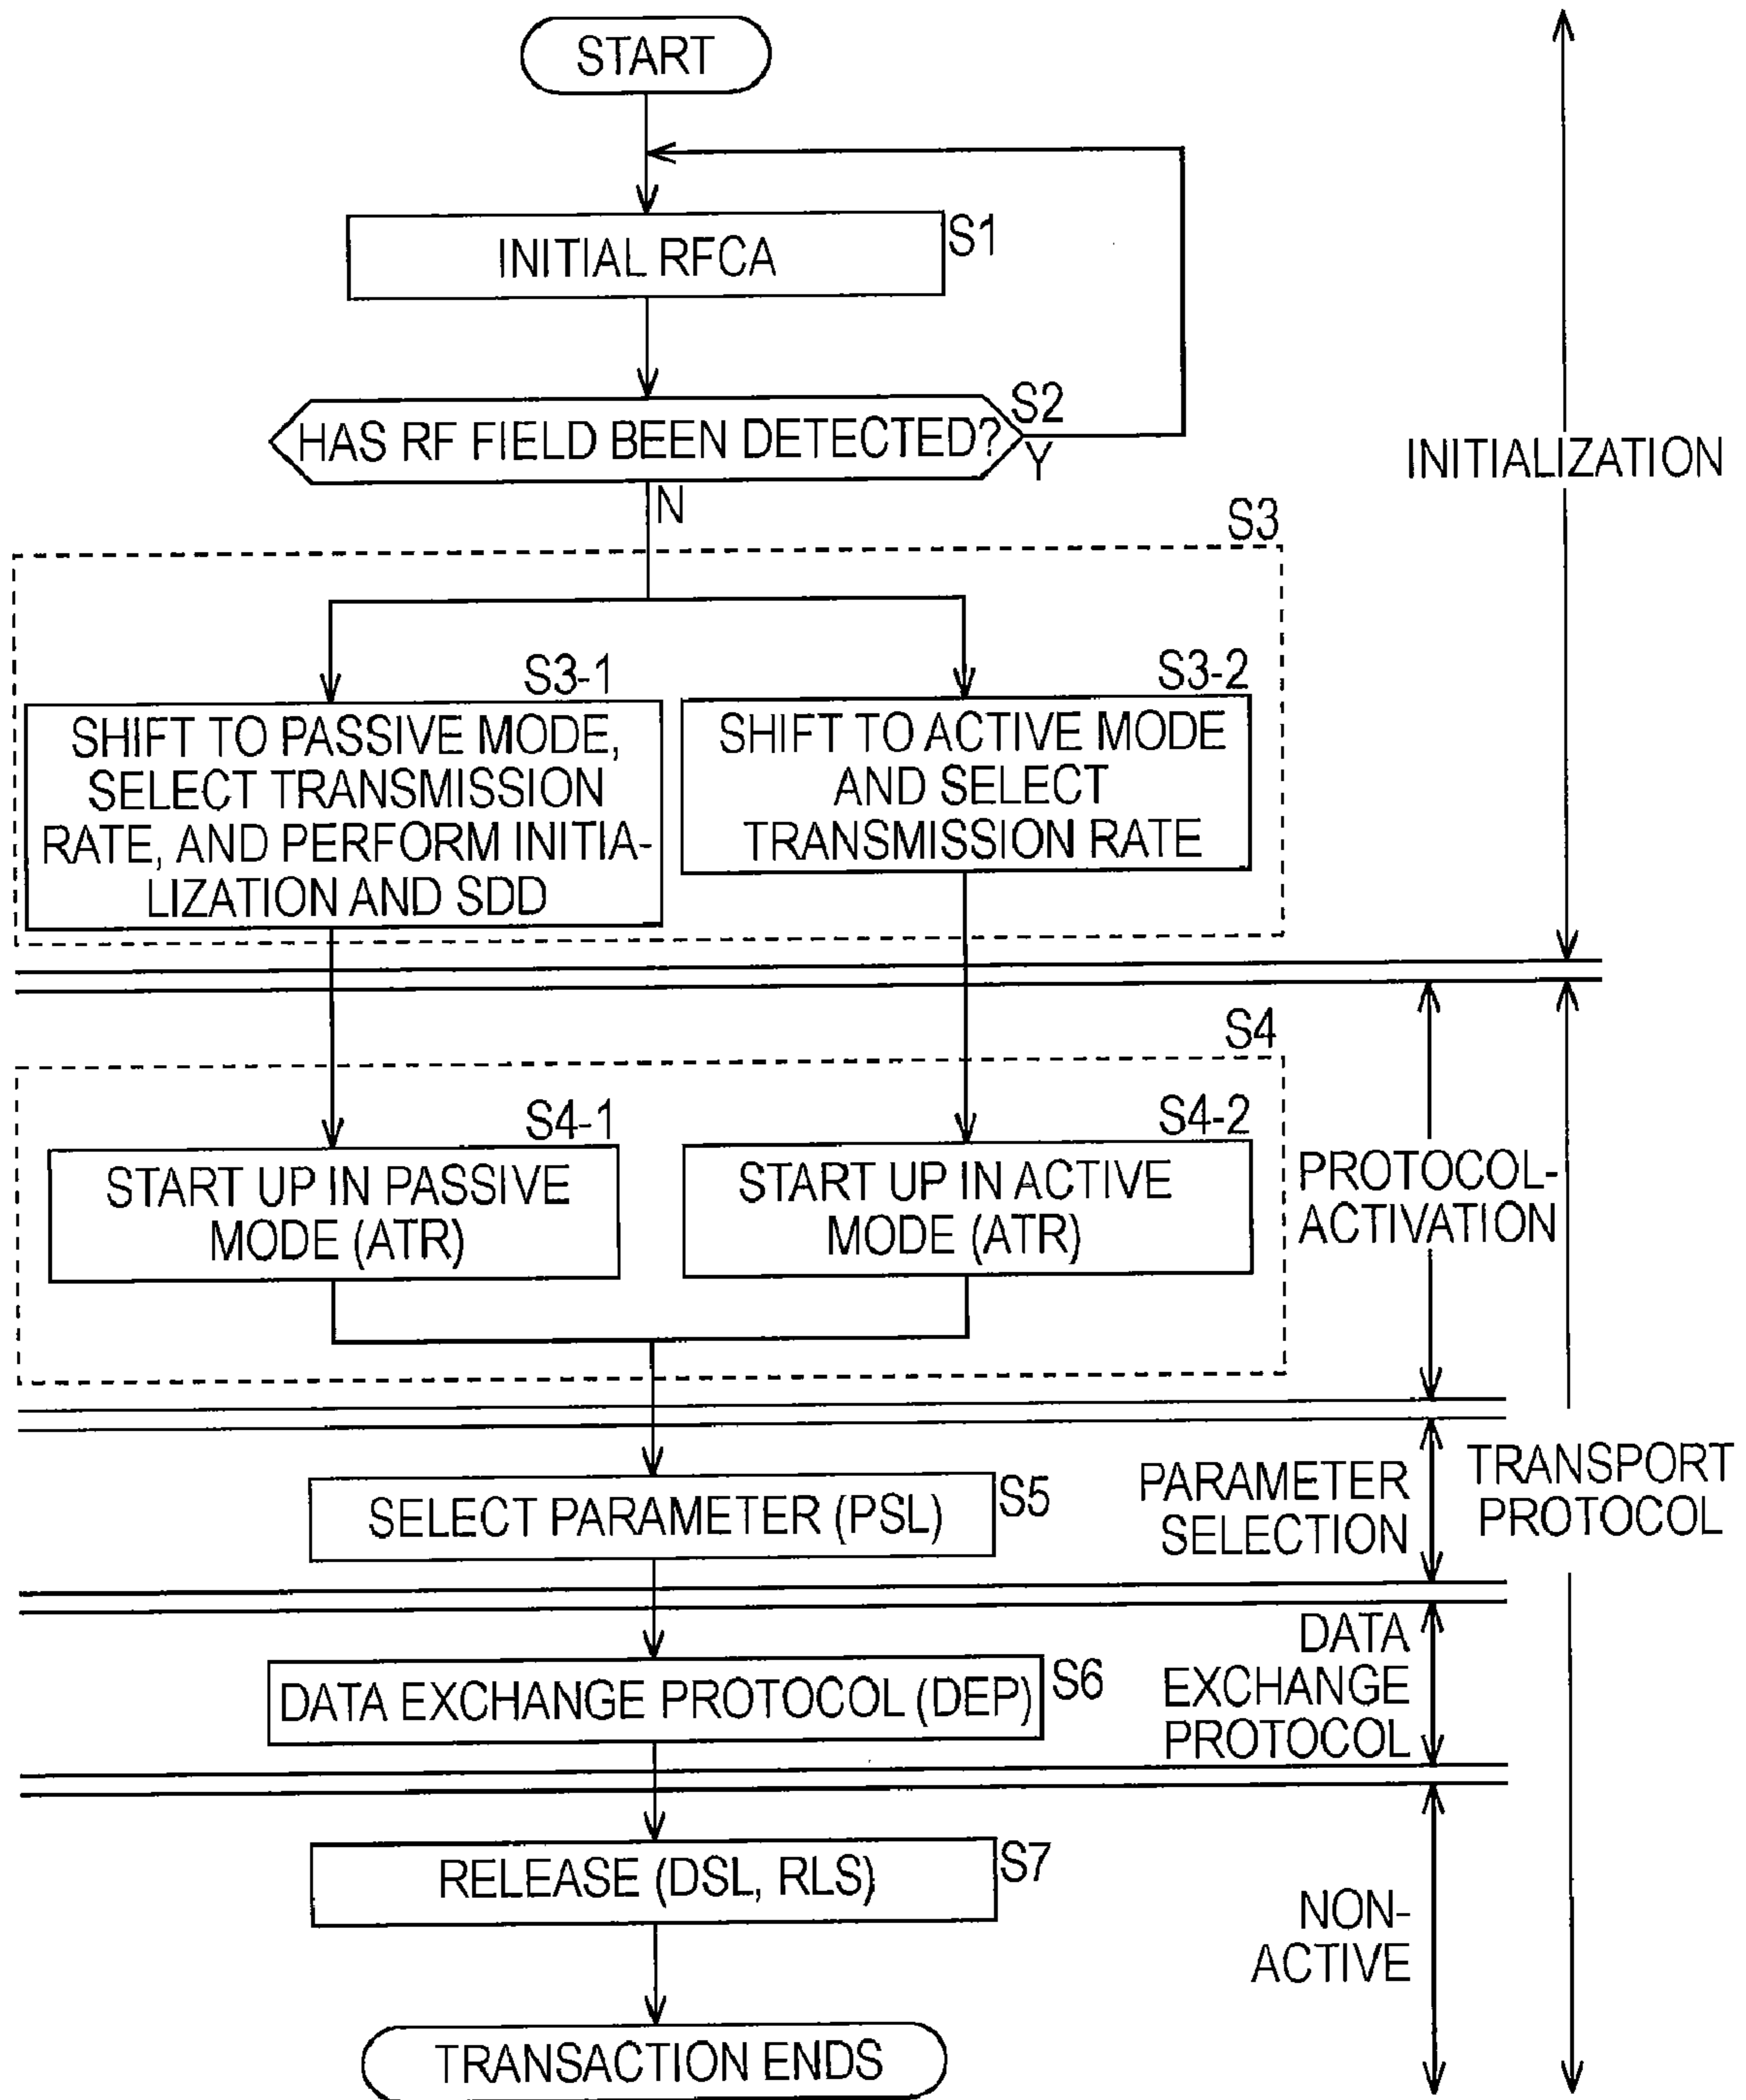 START
INITIAL RFCA
S1
HAS RF FIELD BEEN DETECTED?
S2
Y
N
INITIALIZATION
S3
S3-1
SHIFT TO PASSIVE MODE,
SELECT TRANSMISSION
RATE, AND PERFORM INITIA-
LIZATION AND SDD
S3-2
SHIFT TO ACTIVE MODE
AND SELECT
TRANSMISSION RATE
S4
S4-1
START UP IN PASSIVE
MODE (ATR)
S4-2
START UP IN ACTIVE
MODE (ATR)
PROTOCOL-
ACTIVATION
SELECT PARAMETER (PSL)
S5
PARAMETER
SELECTION
TRANSPORT
PROTOCOL
DATA EXCHANGE PROTOCOL (DEP)
S6
DATA
EXCHANGE
PROTOCOL
RELEASE (DSL, RLS)
S7
NON-
ACTIVE
TRANSACTION ENDS